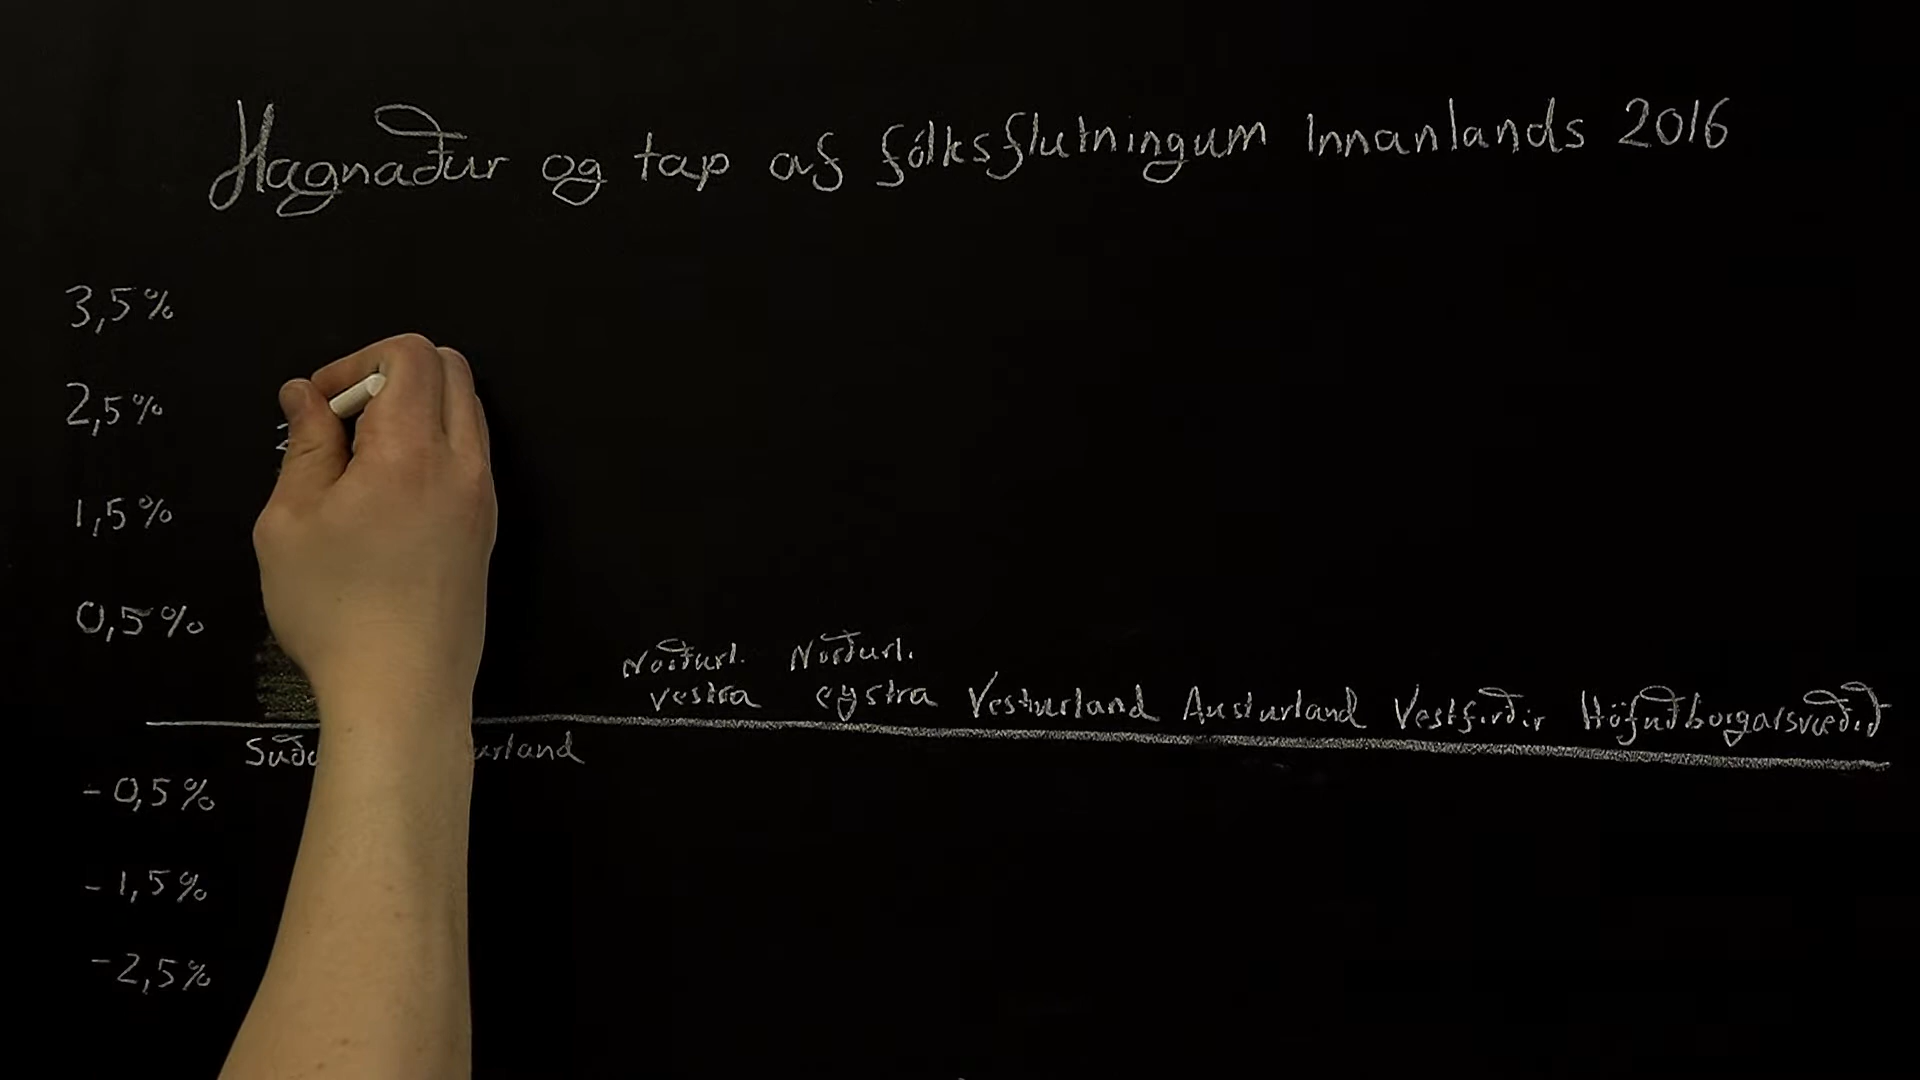 Hagnaður og tap af fólksflutningum Innanlands 2016
3,5%
2,5%
1,5%
0,5%
Norðurl. vestra
Norðurl. eystra
Vesturland
Austurland
Vestfirðir
Höfuðborgarsvæðið
-0,5%
-1,5%
-2,5%